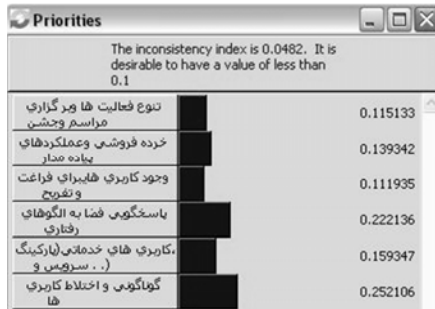 Priorities
The inconsistency index is 0.0482. It is
desirable to have a value of less than
0.1
تنوع فعاليت ها وبر گزاري
مراسم وجشن
0.115133
خرده فروشي وعملكردهاي
پياده مدار
0.139342
وجود كاربري هايبراي فراغت
و تفريح
0.111935
پاسخگويي فضا به الگوهاي
رفتاري
0.222136
،كاربري هاي خدماتي(پاركينگ
(. . سرويس و
0.159347
گوناگوني و اختلاط كاربري
ها
0.252106